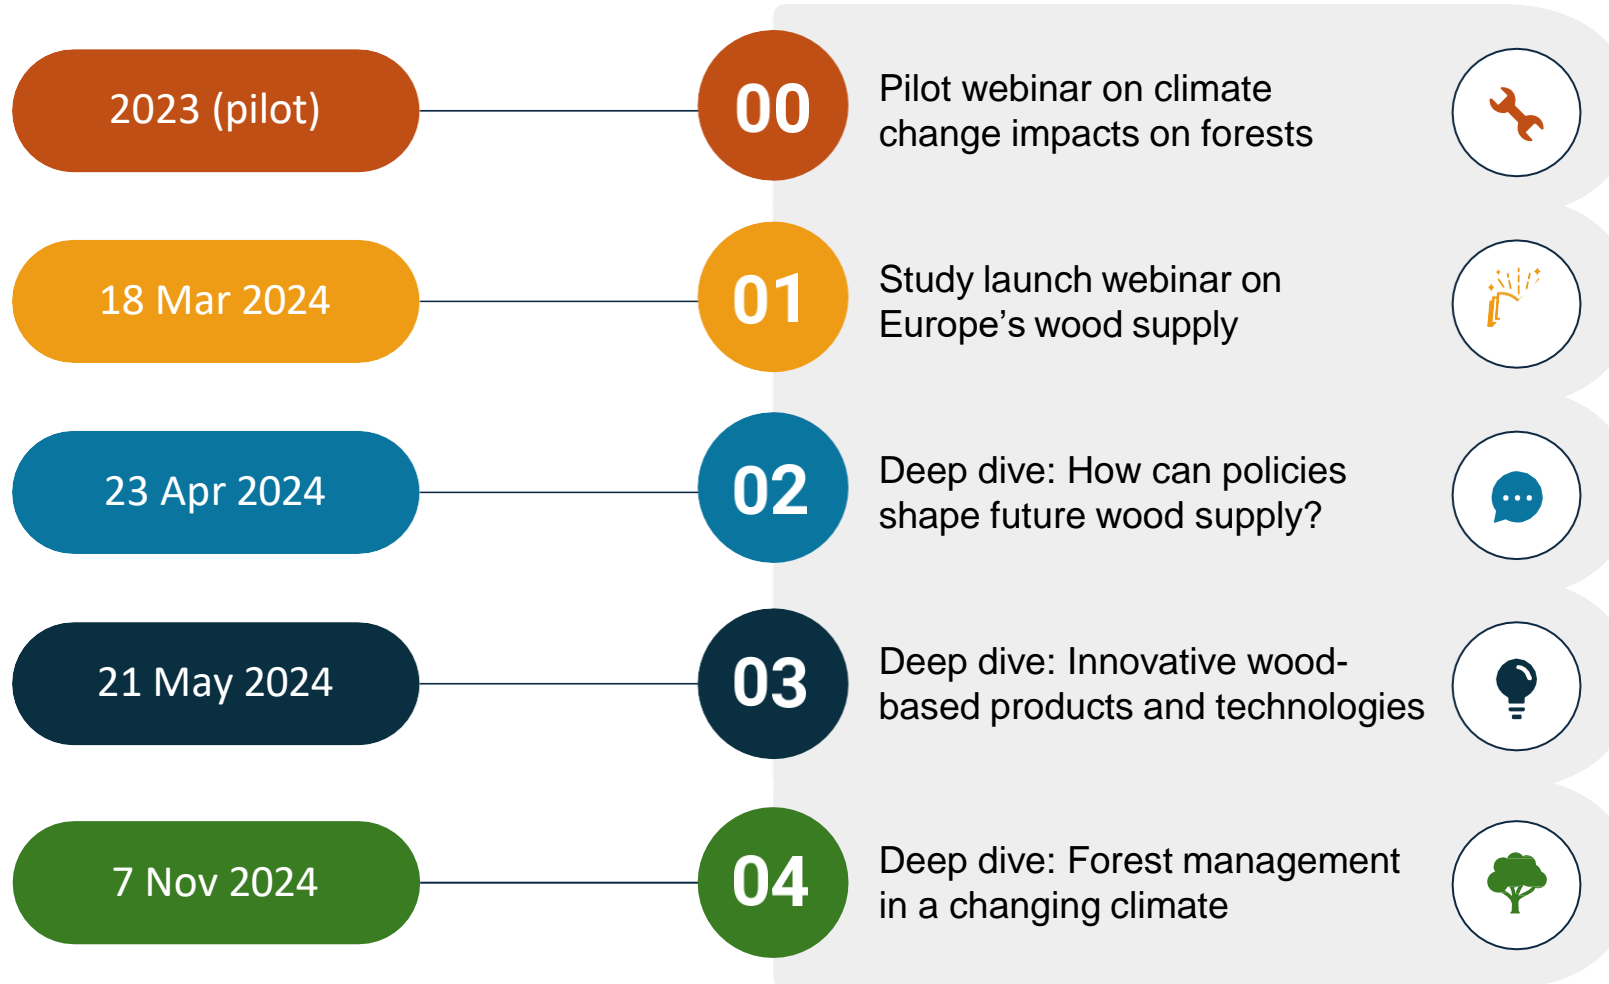 2023 (pilot)
00
Pilot webinar on climate
change impacts on forests
18 Mar 2024
01
Study launch webinar on
Europe’s wood supply
23 Apr 2024
02
Deep dive: How can policies
shape future wood supply?
21 May 2024
03
Deep dive: Innovative wood-
based products and technologies
7 Nov 2024
04
Deep dive: Forest management
in a changing climate